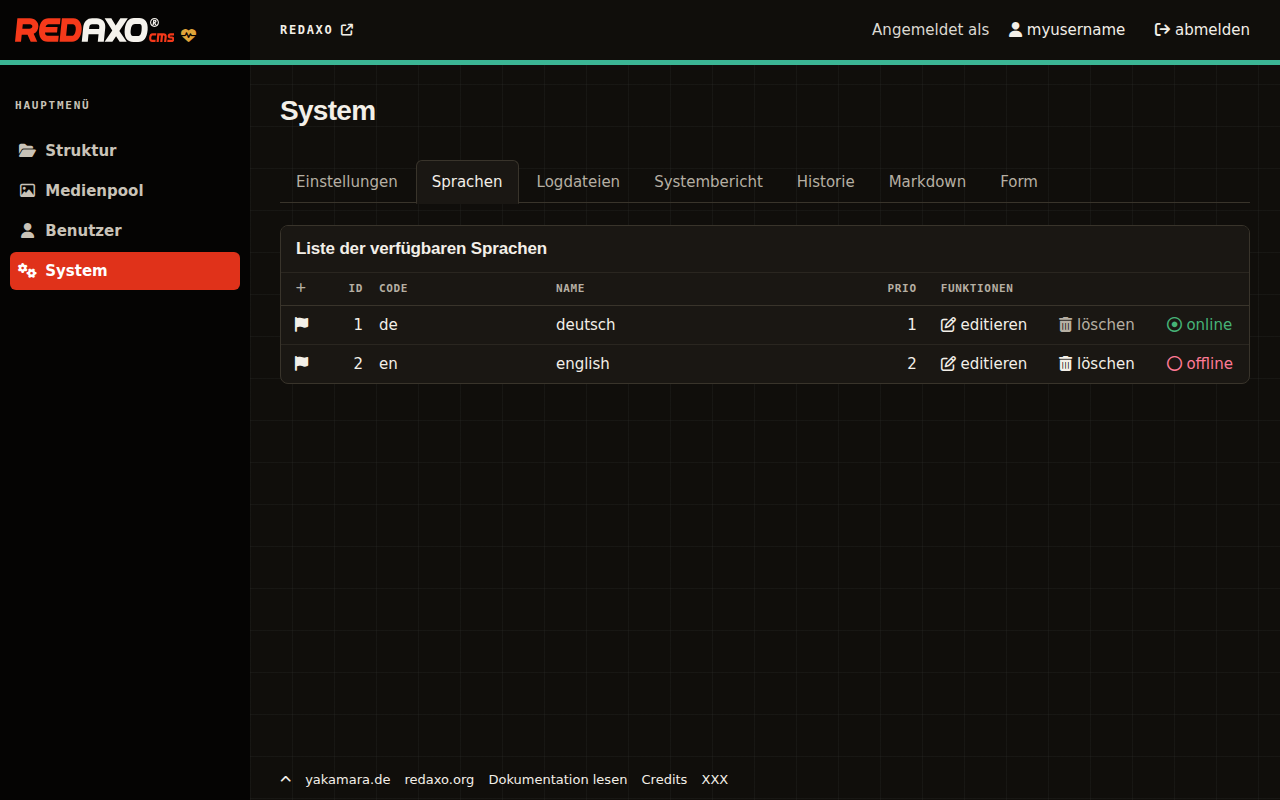 REDAXO® cms
REDAXO
Angemeldet als myusername abmelden
HAUPTMENÜ
Struktur
Medienpool
Benutzer
System
System
Einstellungen Sprachen Logdateien Systembericht Historie Markdown Form
Liste der verfügbaren Sprachen
+ ID CODE NAME PRIO FUNKTIONEN
1 de deutsch 1 editieren löschen online
2 en english 2 editieren löschen offline
yakamara.de redaxo.org Dokumentation lesen Credits XXX